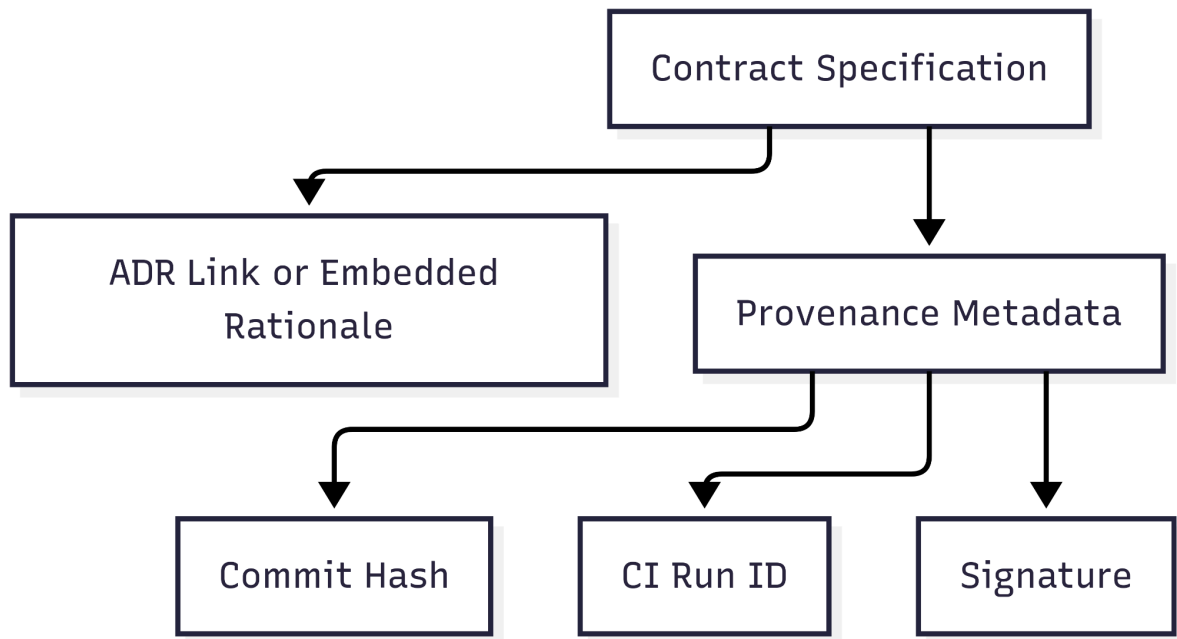 Contract Specification
ADR Link or Embedded
Rationale
Provenance Metadata
Commit Hash
CI Run ID
Signature